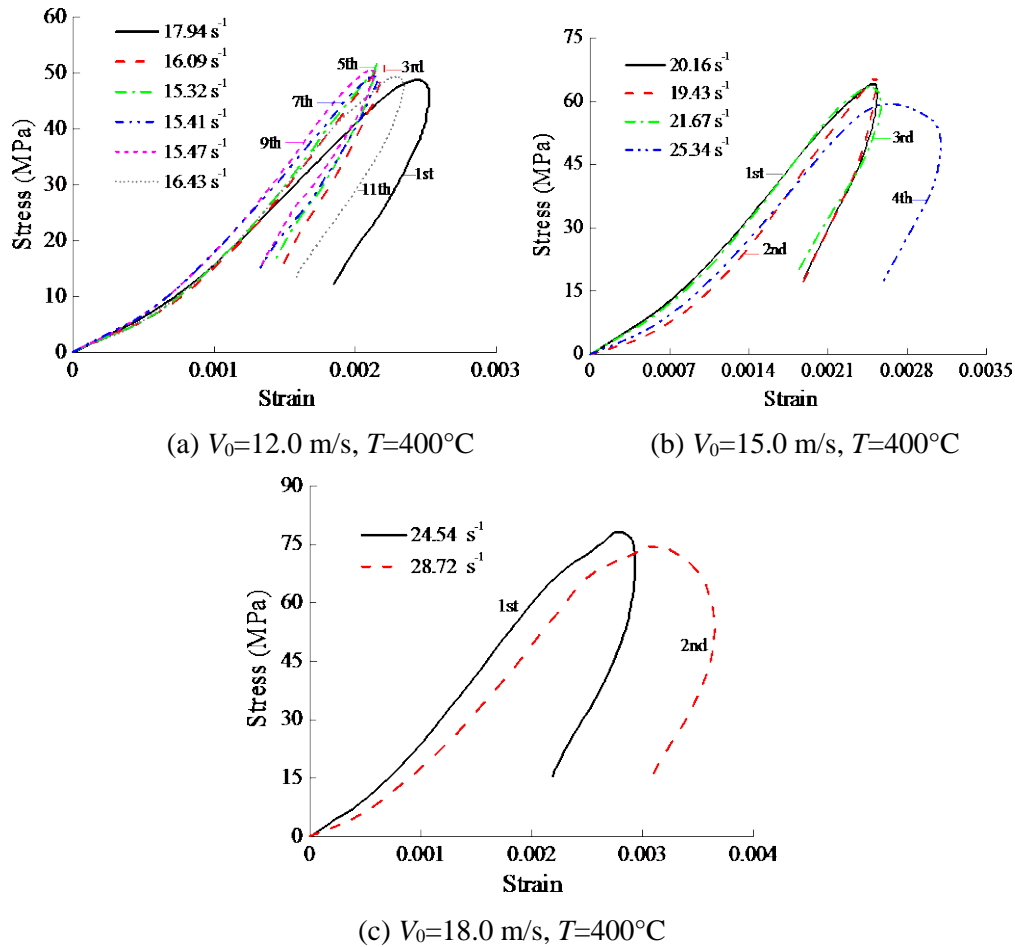 60
50
40
30
20
10
0
Stress (MPa)
17.94 s⁻¹
16.09 s⁻¹
15.32 s⁻¹
15.41 s⁻¹
15.47 s⁻¹
16.43 s⁻¹
5th
3rd
7th
9th
11th
1st
0 0.001 0.002 0.003
Strain
(a) V₀=12.0 m/s, T=400°C
75
60
45
30
15
0
Stress (MPa)
20.16 s⁻¹
19.43 s⁻¹
21.67 s⁻¹
25.34 s⁻¹
1st
2nd
3rd
4th
0 0.0007 0.0014 0.0021 0.0028 0.0035
Strain
(b) V₀=15.0 m/s, T=400°C
90
75
60
45
30
15
0
Stress (MPa)
24.54 s⁻¹
28.72 s⁻¹
1st
2nd
0 0.001 0.002 0.003 0.004
Strain
(c) V₀=18.0 m/s, T=400°C